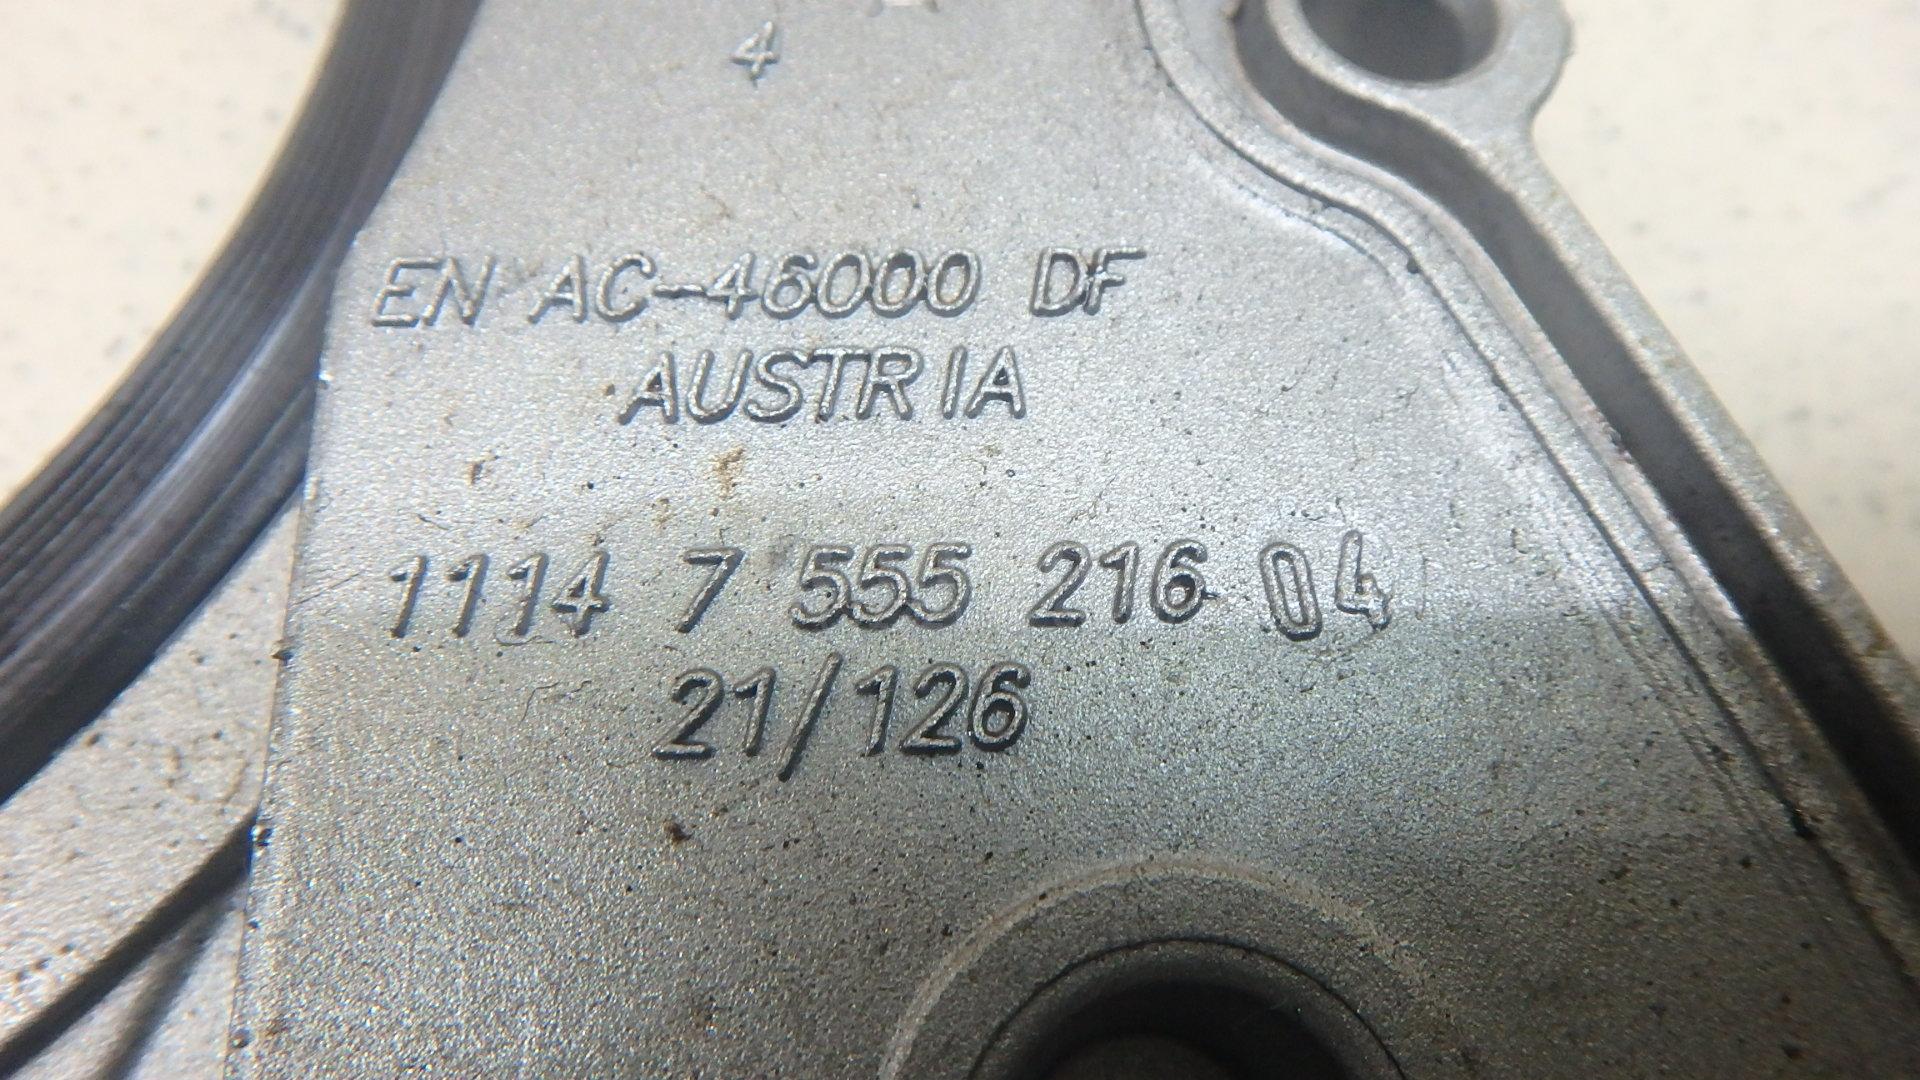 4
EN AC-46000 DF
AUSTRIA
1114 7 555 216 04
21/126